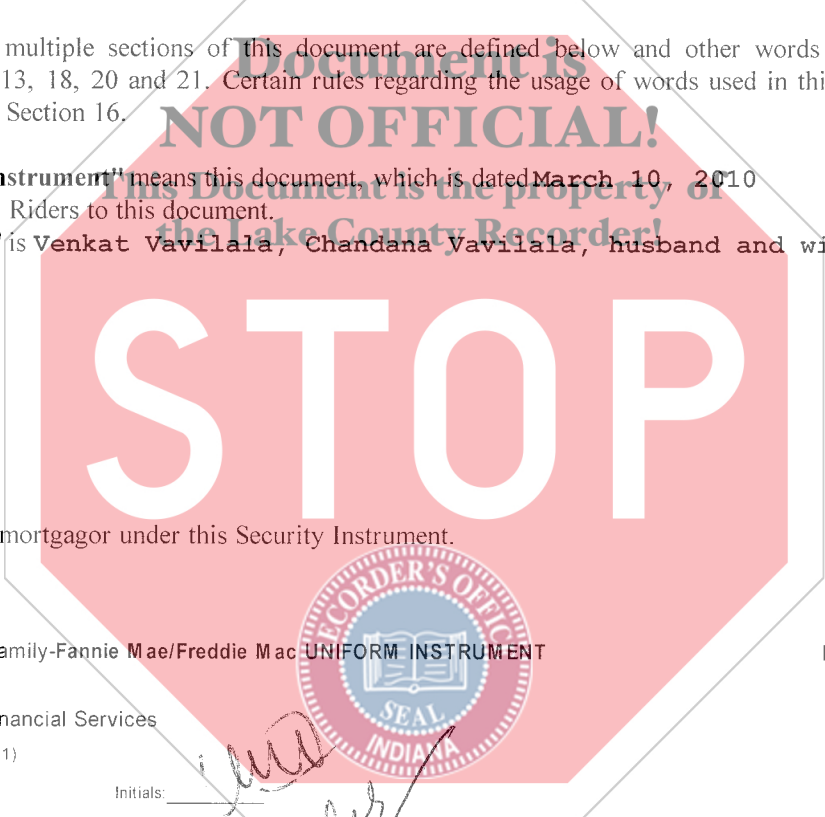 multiple sections of this document are defined below and other words
Document is
13, 18, 20 and 21. Certain rules regarding the usage of words used in thi
Section 16.
NOT OFFICIAL!
nstrument" means this document, which is dated March 10, 2010
This Document is the property of
Riders to this document.
the Lake County Recorder!
is Venkat Vavilala, Chandana Vavilala, husband and wi
STOP
mortgagor under this Security Instrument.
ECORDER'S OFFIC
amily-Fannie Mae/Freddie Mac UNIFORM INSTRUMENT
SEAL
nancial Services
INDIANA
1)
Initials: